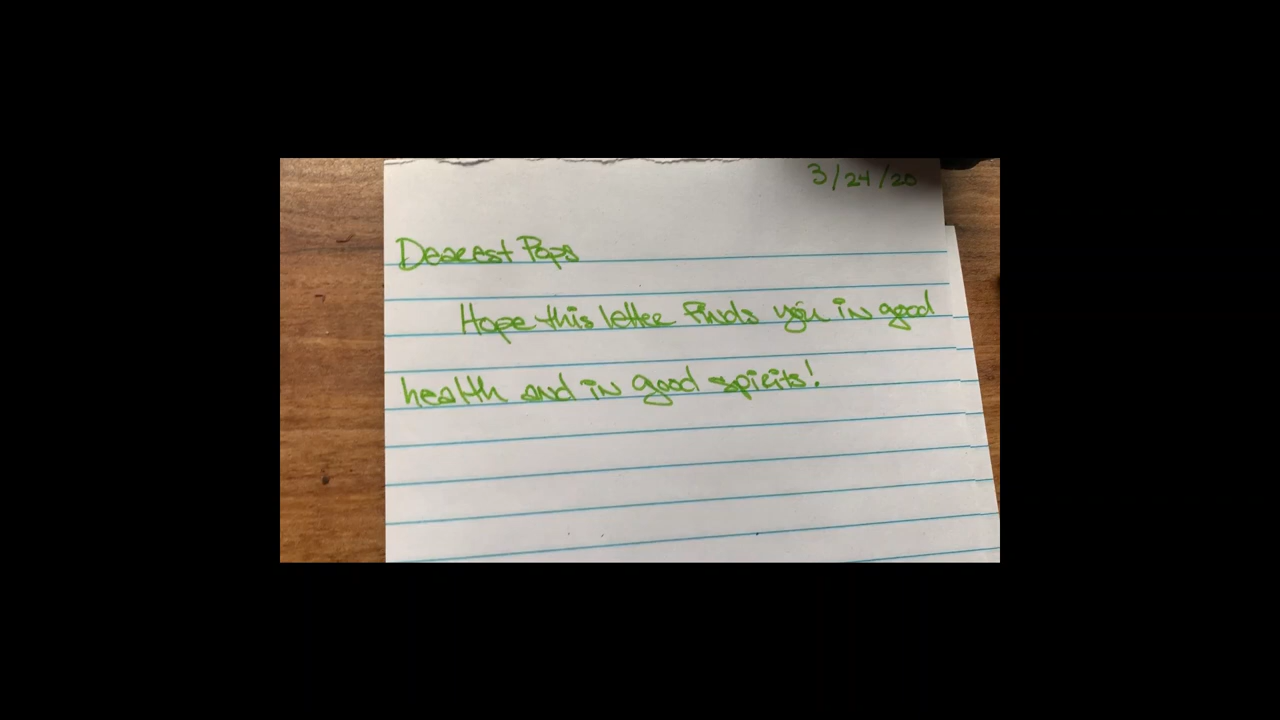 3/24/20
Dearest Pops
Hope this letter finds you in good
health and in good spirits!